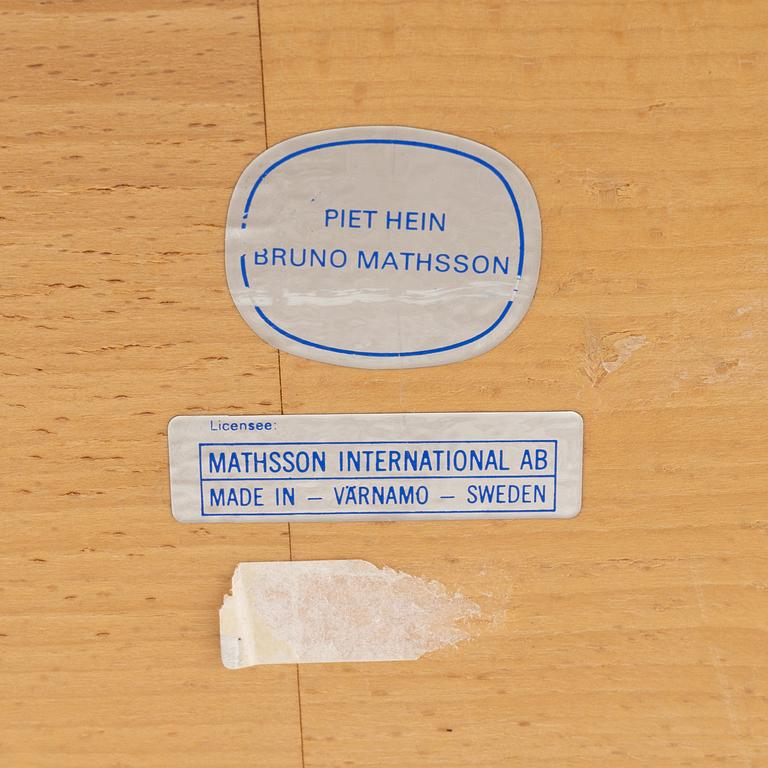 PIET HEIN
BRUNO MATHSSON
Licensee:
MATHSSON INTERNATIONAL AB
MADE IN – VÄRNAMO – SWEDEN